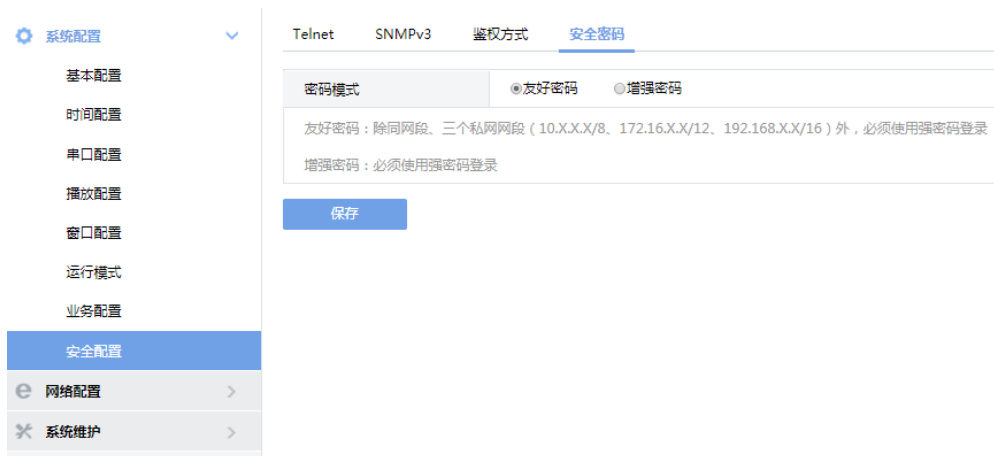 系统配置
基本配置
时间配置
串口配置
播放配置
窗口配置
运行模式
业务配置
安全配置
网络配置
系统维护
Telnet SNMPv3 鉴权方式 安全密码
密码模式 友好密码 增强密码
友好密码：除同网段、三个私网网段（10.X.X.X/8、172.16.X.X/12、192.168.X.X/16）外，必须使用强密码登录
增强密码：必须使用强密码登录
保存